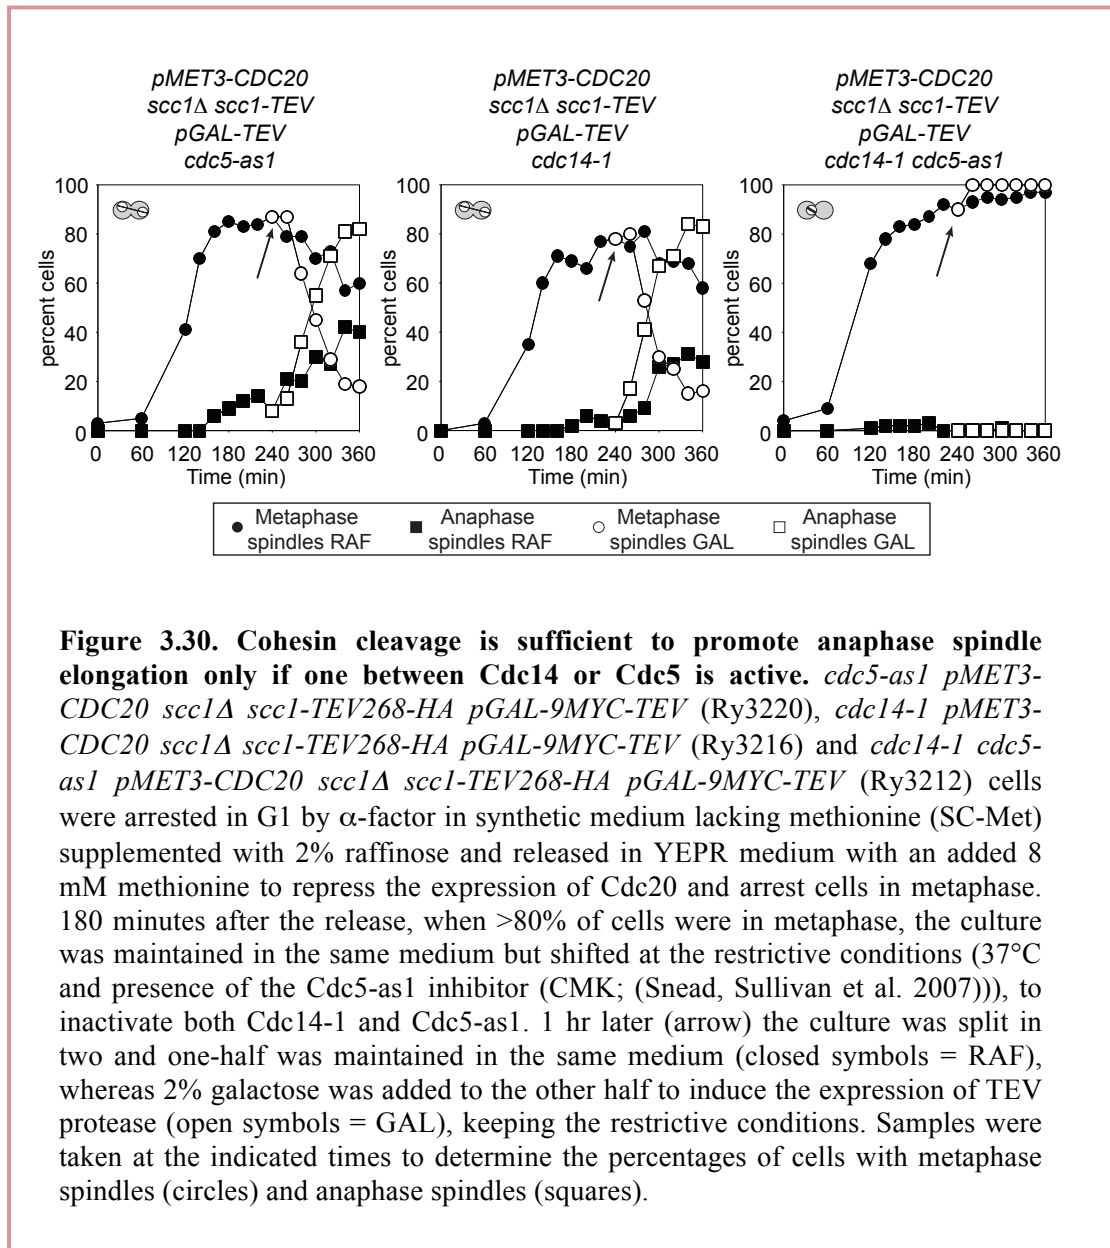 pMET3-CDC20
scc1Δ scc1-TEV
pGAL-TEV
cdc5-as1
pMET3-CDC20
scc1Δ scc1-TEV
pGAL-TEV
cdc14-1
pMET3-CDC20
scc1Δ scc1-TEV
pGAL-TEV
cdc14-1 cdc5-as1
percent cells
100
80
60
40
20
0
0 60 120 180 240 300 360
Time (min)
percent cells
100
80
60
40
20
0
0 60 120 180 240 300 360
Time (min)
percent cells
100
80
60
40
20
0
0 60 120 180 240 300 360
Time (min)
Metaphase
spindles RAF
Anaphase
spindles RAF
Metaphase
spindles GAL
Anaphase
spindles GAL
Figure 3.30. Cohesin cleavage is sufficient to promote anaphase spindle
elongation only if one between Cdc14 or Cdc5 is active. cdc5-as1 pMET3-
CDC20 scc1Δ scc1-TEV268-HA pGAL-9MYC-TEV (Ry3220), cdc14-1 pMET3-
CDC20 scc1Δ scc1-TEV268-HA pGAL-9MYC-TEV (Ry3216) and cdc14-1 cdc5-
as1 pMET3-CDC20 scc1Δ scc1-TEV268-HA pGAL-9MYC-TEV (Ry3212) cells
were arrested in G1 by α-factor in synthetic medium lacking methionine (SC-Met)
supplemented with 2% raffinose and released in YEPR medium with an added 8
mM methionine to repress the expression of Cdc20 and arrest cells in metaphase.
180 minutes after the release, when >80% of cells were in metaphase, the culture
was maintained in the same medium but shifted at the restrictive conditions (37°C
and presence of the Cdc5-as1 inhibitor (CMK; (Snead, Sullivan et al. 2007))), to
inactivate both Cdc14-1 and Cdc5-as1. 1 hr later (arrow) the culture was split in
two and one-half was maintained in the same medium (closed symbols = RAF),
whereas 2% galactose was added to the other half to induce the expression of TEV
protease (open symbols = GAL), keeping the restrictive conditions. Samples were
taken at the indicated times to determine the percentages of cells with metaphase
spindles (circles) and anaphase spindles (squares).